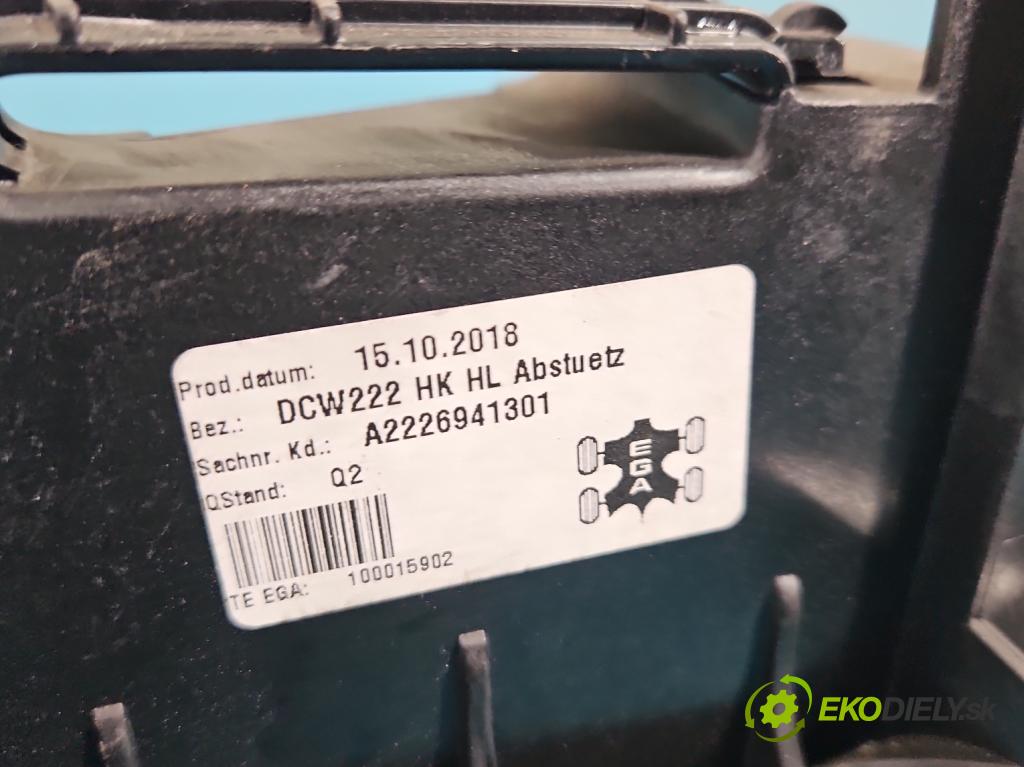 Prod.datum: 15.10.2018
Bez.: DCW222 HK HL Abstuetz
Sachnr. Kd.: A2226941301
QStand: Q2
TE EGA: 100015902
EGA
EKODIELY.sk